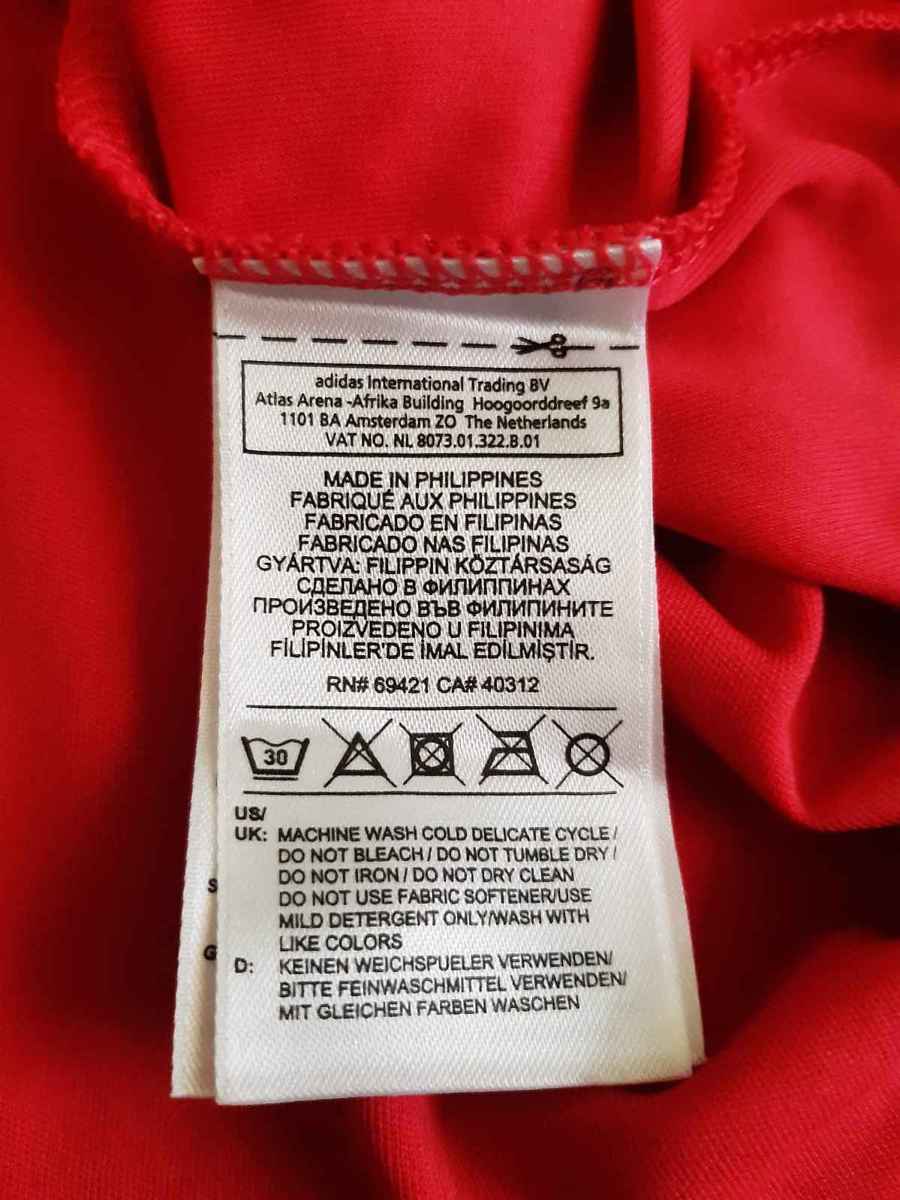 adidas International Trading BV
Atlas Arena -Afrika Building Hoogoorddreef 9a
1101 BA Amsterdam ZO The Netherlands
VAT NO. NL 8073.01.322.B.01
MADE IN PHILIPPINES
FABRIQUÉ AUX PHILIPPINES
FABRICADO EN FILIPINAS
FABRICADO NAS FILIPINAS
GYÁRTVA: FILIPPIN KÖZTÁRSASÁG
СДЕЛАНО В ФИЛИППИНАХ
ПРОИЗВЕДЕНО ВЪВ ФИЛИПИНИТЕ
PROIZVEDENO U FILIPINIMA
FİLİPİNLER'DE İMAL EDİLMİŞTİR.
RN# 69421 CA# 40312
30
US/
UK: MACHINE WASH COLD DELICATE CYCLE /
DO NOT BLEACH / DO NOT TUMBLE DRY /
DO NOT IRON / DO NOT DRY CLEAN
DO NOT USE FABRIC SOFTENER/USE
MILD DETERGENT ONLY/WASH WITH
LIKE COLORS
D: KEINEN WEICHSPUELER VERWENDEN/
BITTE FEINWASCHMITTEL VERWENDEN/
MIT GLEICHEN FARBEN WASCHEN